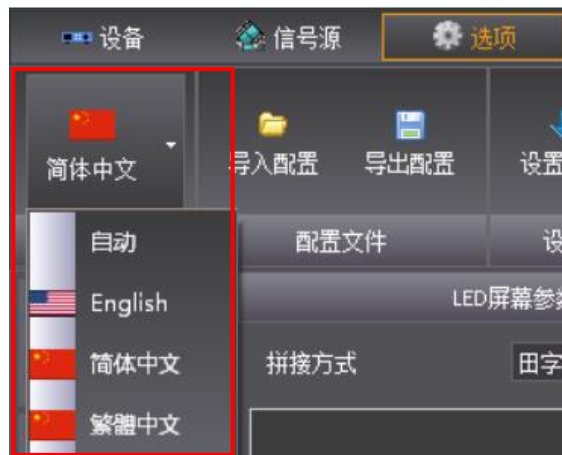 设备 信号源 选项
简体中文 导入配置 导出配置 设置
配置文件 设
自动
English
LED屏幕参数
简体中文 拼接方式 田字
繁體中文